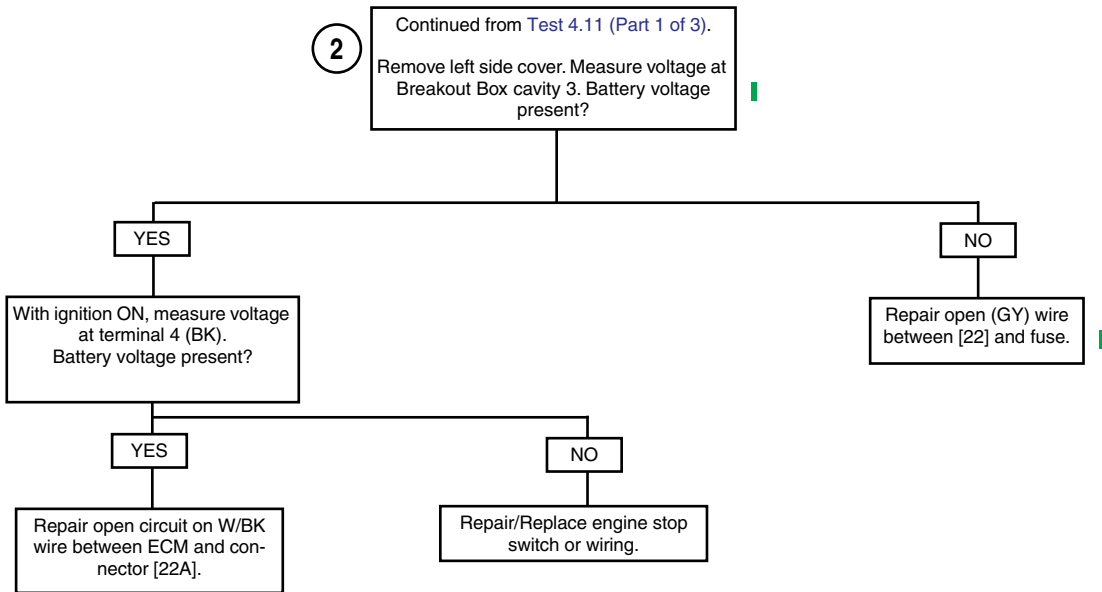 2
Continued from Test 4.11 (Part 1 of 3).
Remove left side cover. Measure voltage at
Breakout Box cavity 3. Battery voltage
present?
YES
NO
With ignition ON, measure voltage
at terminal 4 (BK).
Battery voltage present?
Repair open (GY) wire
between [22] and fuse.
YES
NO
Repair open circuit on W/BK
wire between ECM and con-
nector [22A].
Repair/Replace engine stop
switch or wiring.